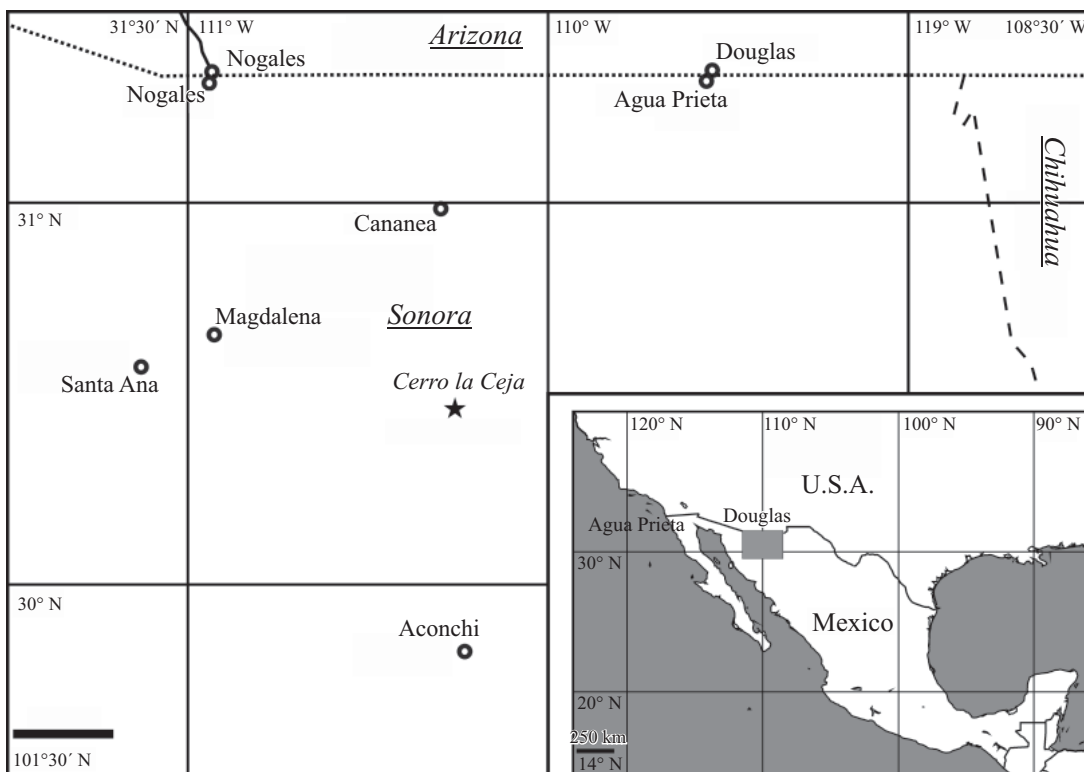 31°30´ N 111° W
Arizona
110° W
119° W
108°30´ W
Nogales
Nogales
Douglas
Agua Prieta
Chihuahua
31° N
Cananea
Magdalena
Sonora
Santa Ana
Cerro la Ceja
30° N
Aconchi
101°30´ N
120° N
110° N
100° N
90° N
U.S.A.
Agua Prieta
Douglas
30° N
Mexico
20° N
250 km
14° N